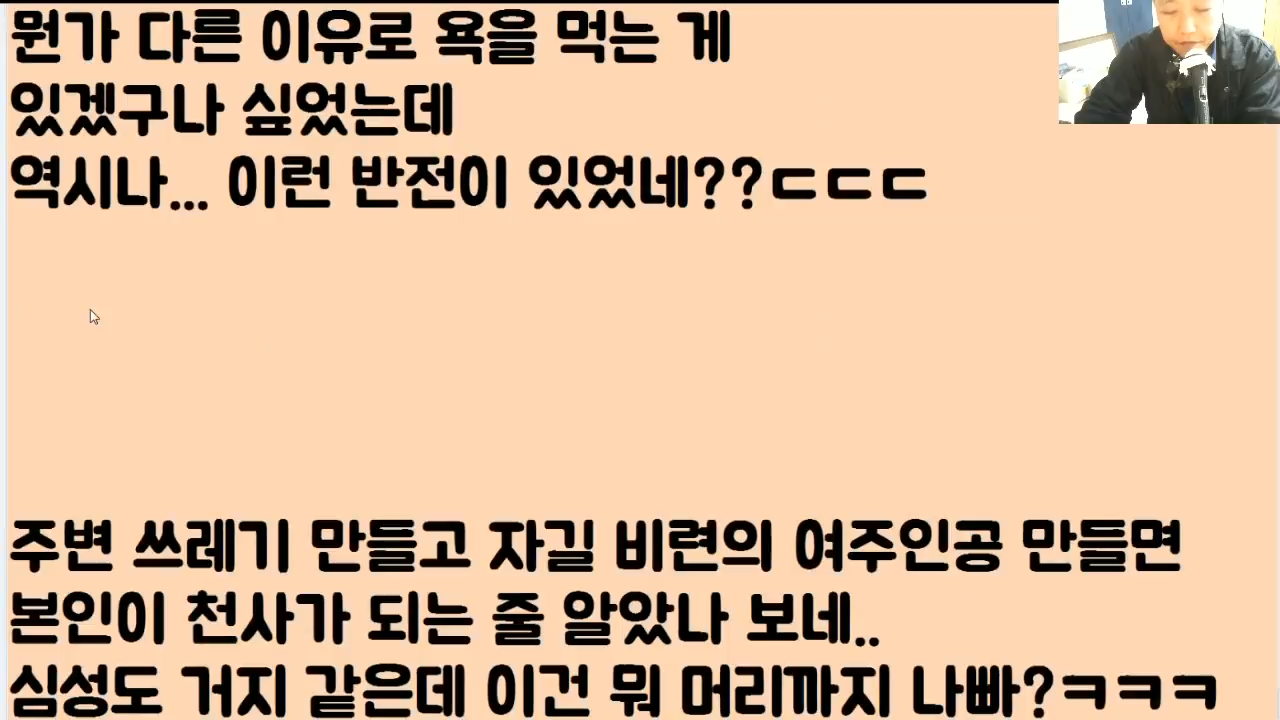 뭔가 다른 이유로 욕을 먹는 게
있겠구나 싶었는데
역시나... 이런 반전이 있었네??ㄷㄷㄷ
주변 쓰레기 만들고 자길 비련의 여주인공 만들면
본인이 천사가 되는 줄 알았나 보네..
심성도 거지 같은데 이건 뭐 머리까지 나빠?ㅋㅋㅋ